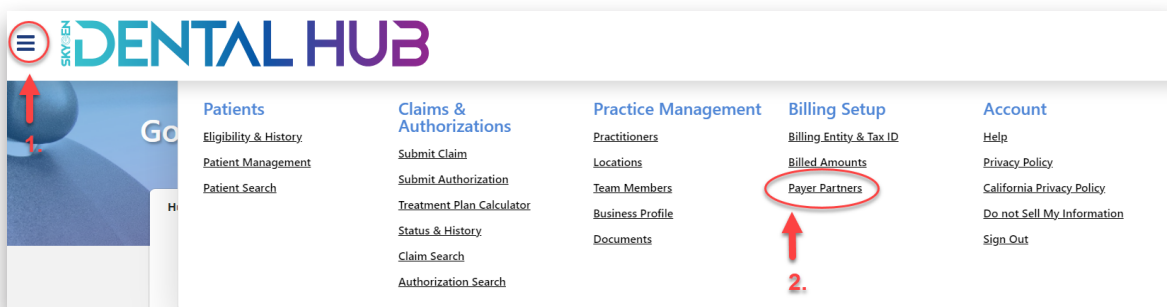 SKYGEN DENTAL HUB
1.
Go
H
Patients
Eligibility & History
Patient Management
Patient Search
Claims &
Authorizations
Submit Claim
Submit Authorization
Treatment Plan Calculator
Status & History
Claim Search
Authorization Search
Practice Management
Practitioners
Locations
Team Members
Business Profile
Documents
Billing Setup
Billing Entity & Tax ID
Billed Amounts
Payer Partners
2.
Account
Help
Privacy Policy
California Privacy Policy
Do not Sell My Information
Sign Out